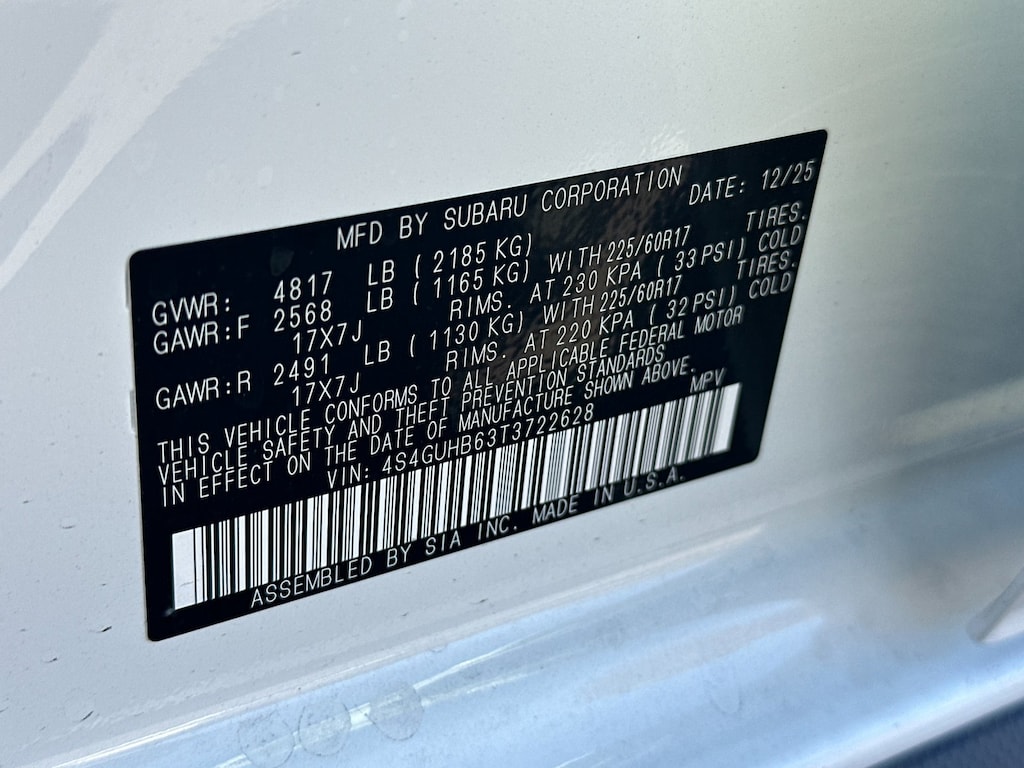 MFD BY SUBARU CORPORATION DATE: 12/25
GVWR: 4817 LB ( 2185 KG)
GAWR:F 2568 LB ( 1165 KG) WITH 225/60R17 TIRES.
17X7J RIMS. AT 230 KPA ( 33 PSI) COLD
GAWR:R 2491 LB ( 1130 KG) WITH 225/60R17 TIRES.
17X7J RIMS. AT 220 KPA ( 32 PSI) COLD
THIS VEHICLE CONFORMS TO ALL APPLICABLE FEDERAL MOTOR
VEHICLE SAFETY AND THEFT PREVENTION STANDARDS
IN EFFECT ON THE DATE OF MANUFACTURE SHOWN ABOVE.
VIN: 4S4GUHB63T3722628 MPV
ASSEMBLED BY SIA INC. MADE IN U.S.A.